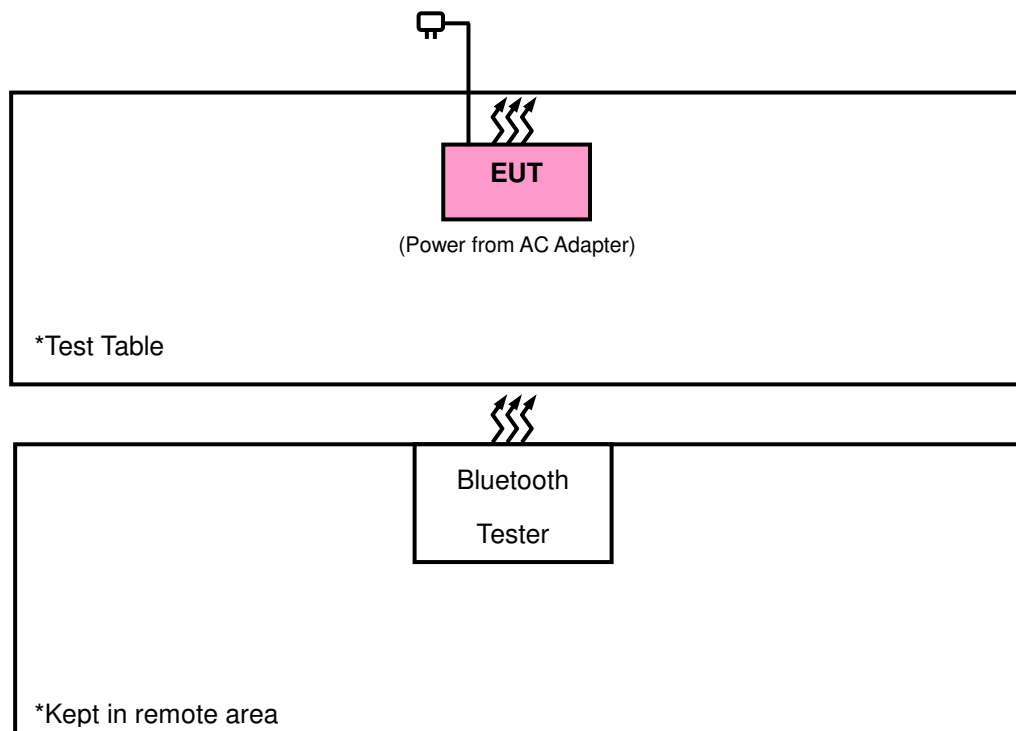 EUT
(Power from AC Adapter)
*Test Table
Bluetooth
Tester
*Kept in remote area